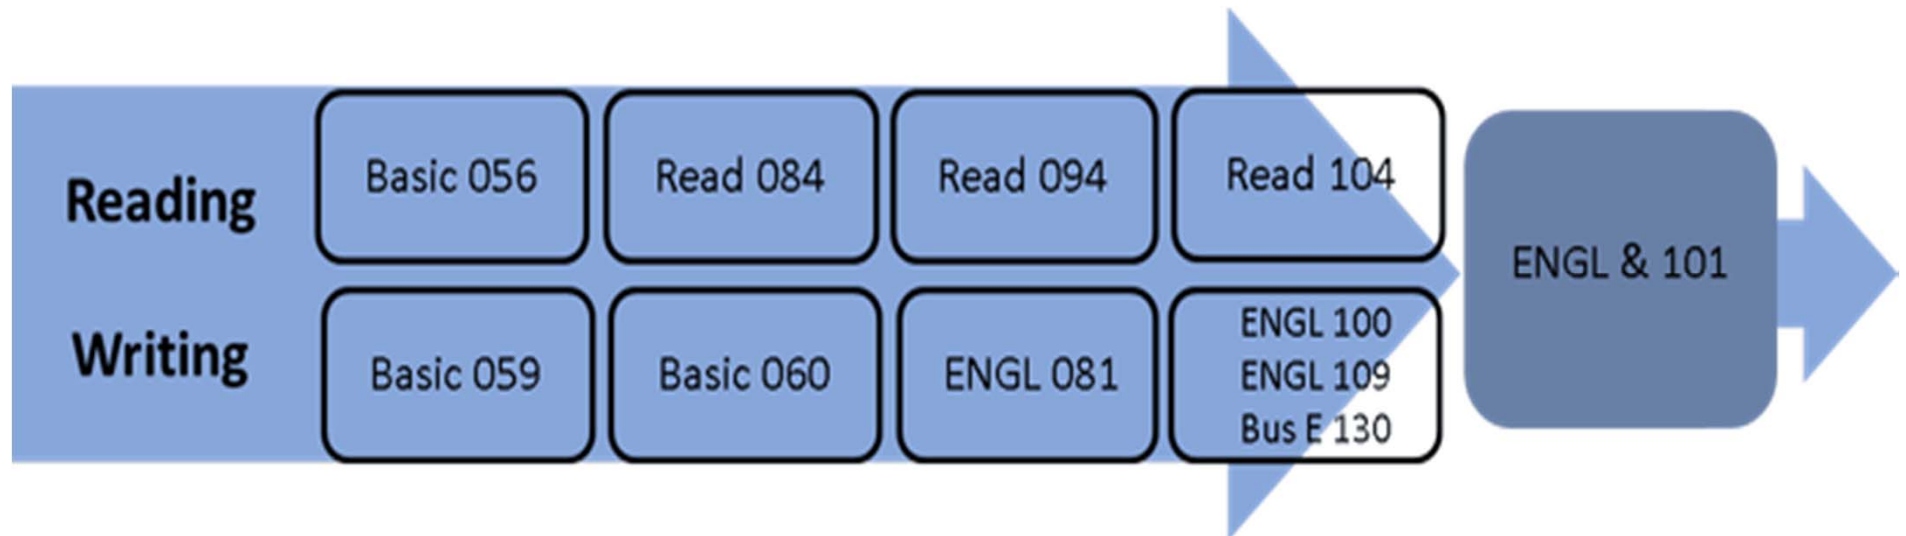 Reading
Basic 056
Read 084
Read 094
Read 104
Writing
Basic 059
Basic 060
ENGL 081
ENGL 100
ENGL 109
Bus E 130
ENGL & 101